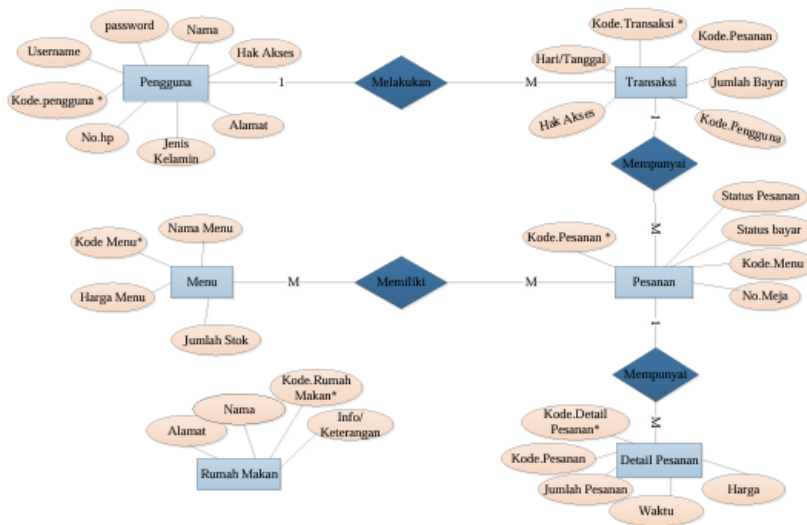 password
Nama
Username
Hak Akses
Pengguna
Kode.pengguna *
No.hp
Jenis
Kelamin
Alamat
1
Melakukan
M
Kode.Transaksi *
Kode.Pesanan
Hari/Tanggal
Transaksi
Jumlah Bayar
Hak Akses
Kode.Pengguna
1
Mempunyai
M
Nama Menu
Kode Menu*
Menu
Harga Menu
Jumlah Stok
M
Memiliki
M
Status Pesanan
Kode.Pesanan *
Status bayar
Kode.Menu
Pesanan
No.Meja
1
Mempunyai
M
Kode.Rumah
Makan*
Nama
Info/
Keterangan
Alamat
Rumah Makan
Kode.Detail
Pesanan*
Kode.Pesanan
Detail Pesanan
Jumlah Pesanan
Harga
Waktu